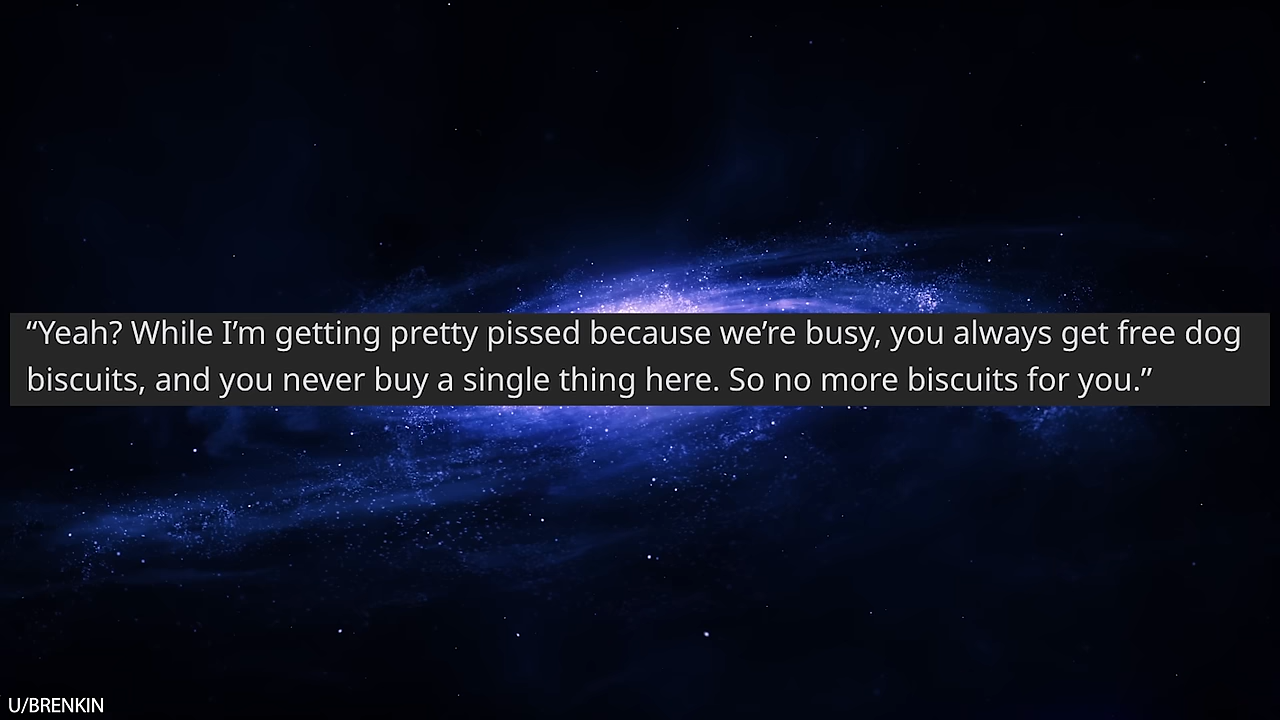 “Yeah? While I’m getting pretty pissed because we’re busy, you always get free dog
biscuits, and you never buy a single thing here. So no more biscuits for you.”
U/BRENKIN